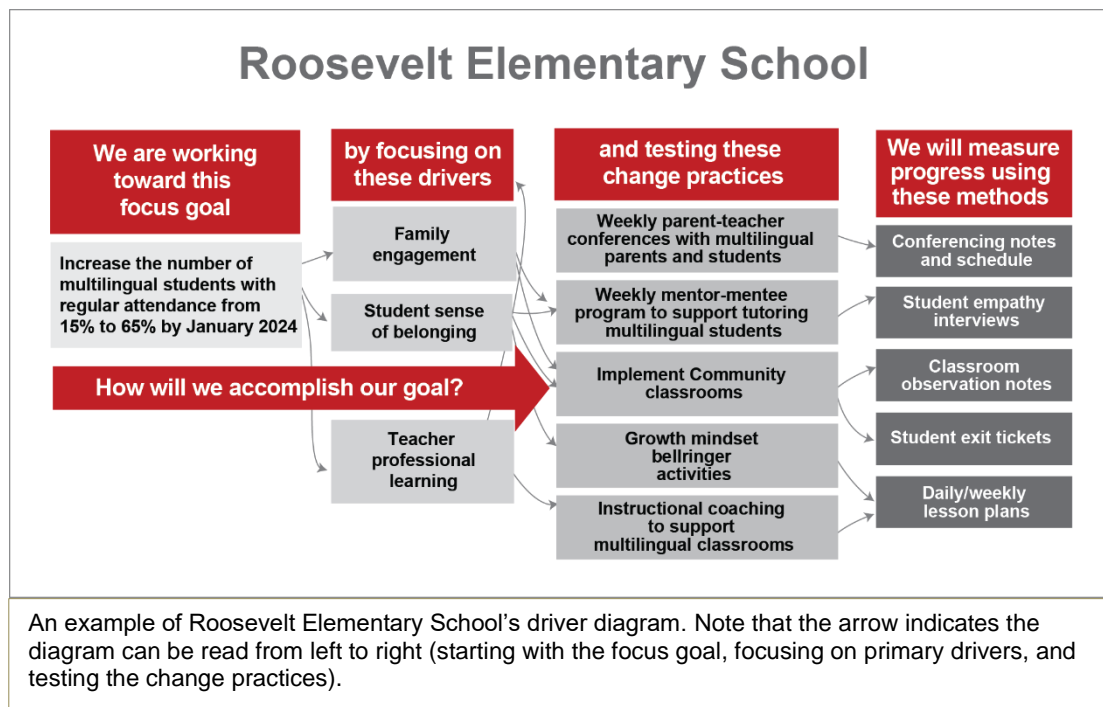 Roosevelt Elementary School
We are working
toward this
focus goal
Increase the number of
multilingual students with
regular attendance from
15% to 65% by January 2024
by focusing on
these drivers
Family
engagement
Student sense
of belonging
How will we accomplish our goal?
Teacher
professional
learning
and testing these
change practices
Weekly parent-teacher
conferences with multilingual
parents and students
Weekly mentor-mentee
program to support tutoring
multilingual students
Implement Community
classrooms
Growth mindset
bellringer
activities
Instructional coaching
to support
multilingual classrooms
We will measure
progress using
these methods
Conferencing notes
and schedule
Student empathy
interviews
Classroom
observation notes
Student exit tickets
Daily/weekly
lesson plans
An example of Roosevelt Elementary School’s driver diagram. Note that the arrow indicates the
diagram can be read from left to right (starting with the focus goal, focusing on primary drivers, and
testing the change practices).